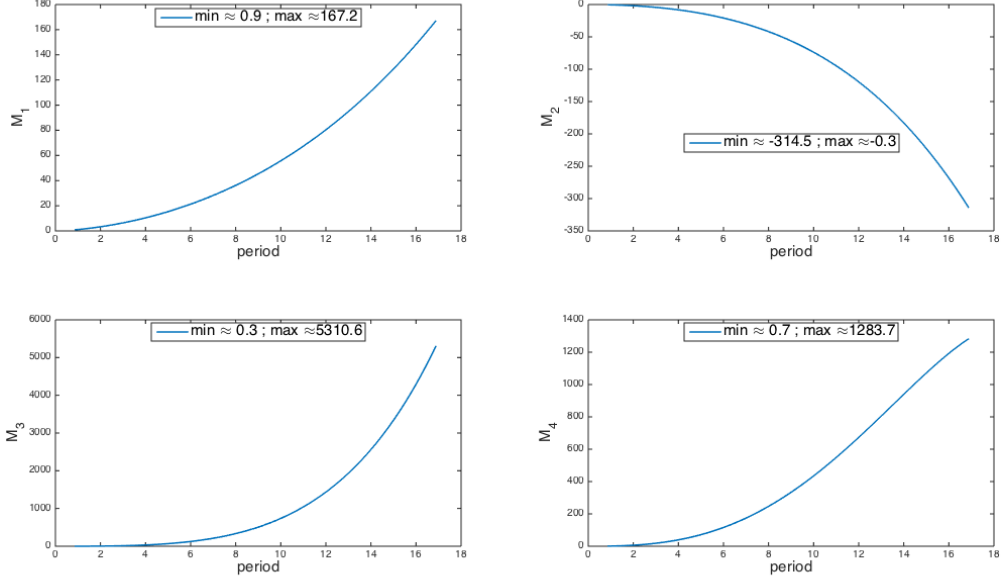 180
160
140
120
100
80
60
40
20
0
M1
min ≈ 0.9 ; max ≈167.2
0 2 4 6 8 10 12 14 16 18
period
0
-50
-100
-150
-200
-250
-300
-350
M2
min ≈ -314.5 ; max ≈-0.3
0 2 4 6 8 10 12 14 16 18
period
6000
5000
4000
3000
2000
1000
0
M3
min ≈ 0.3 ; max ≈5310.6
0 2 4 6 8 10 12 14 16 18
period
1400
1200
1000
800
600
400
200
0
M4
min ≈ 0.7 ; max ≈1283.7
0 2 4 6 8 10 12 14 16 18
period